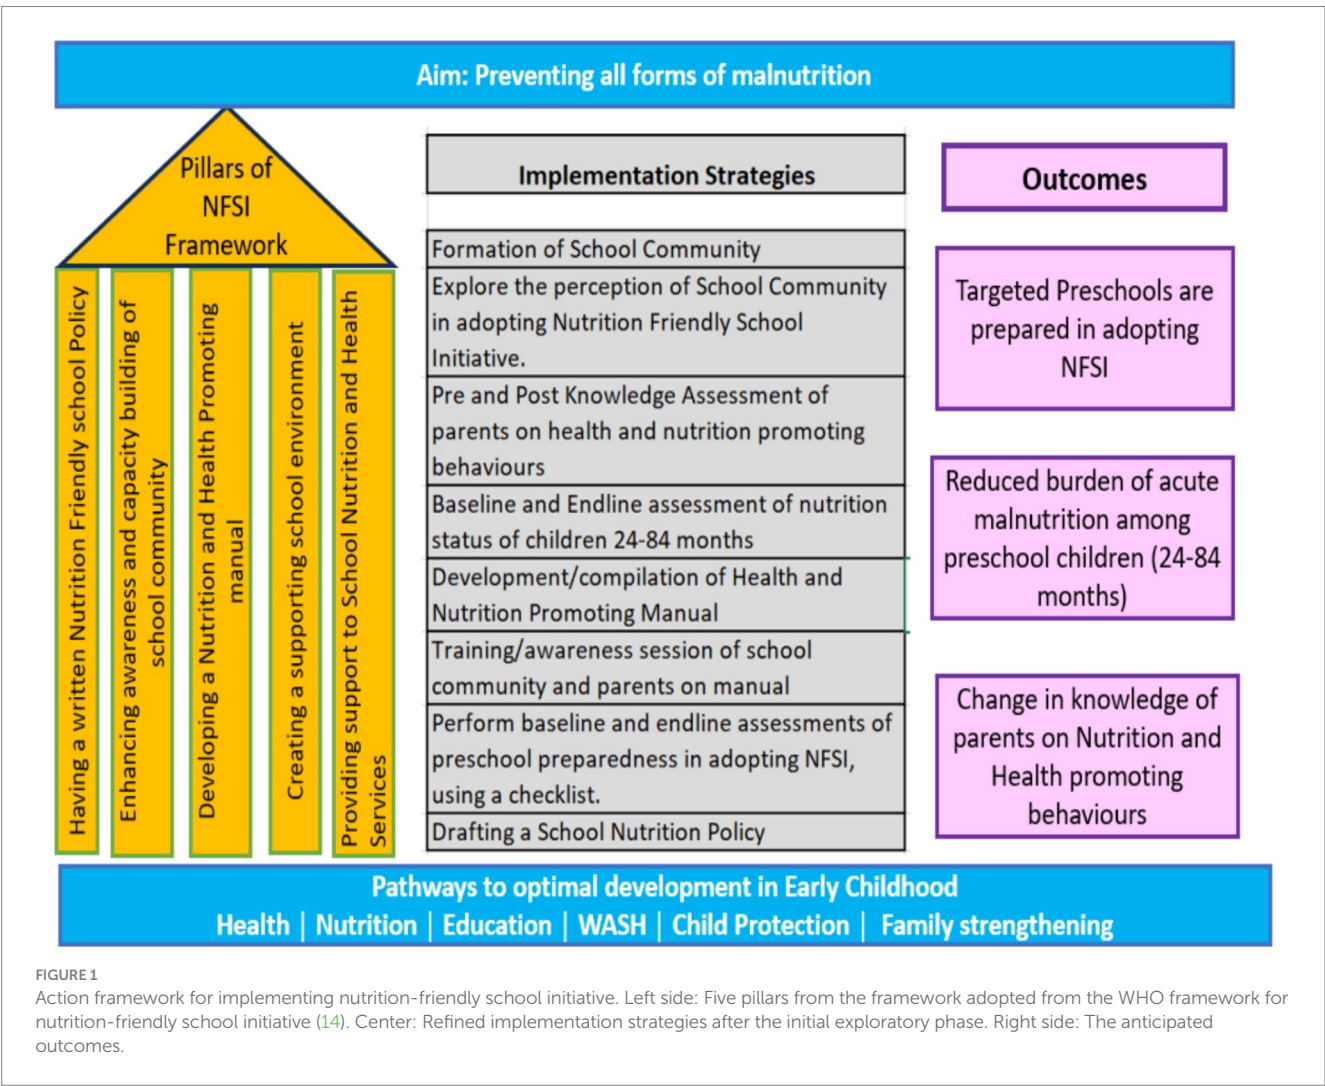 Aim: Preventing all forms of malnutrition
Pillars of
NFSI
Framework
Having a written Nutrition Friendly school Policy
Enhancing awareness and capacity building of
school community
Developing a Nutrition and Health Promoting
manual
Creating a supporting school environment
Providing support to School Nutrition and Health
Services
Implementation Strategies
Formation of School Community
Explore the perception of School Community
in adopting Nutrition Friendly School
Initiative.
Pre and Post Knowledge Assessment of
parents on health and nutrition promoting
behaviours
Baseline and Endline assessment of nutrition
status of children 24-84 months
Development/compilation of Health and
Nutrition Promoting Manual
Training/awareness session of school
community and parents on manual
Perform baseline and endline assessments of
preschool preparedness in adopting NFSI,
using a checklist.
Drafting a School Nutrition Policy
Outcomes
Targeted Preschools are
prepared in adopting
NFSI
Reduced burden of acute
malnutrition among
preschool children (24-84
months)
Change in knowledge of
parents on Nutrition and
Health promoting
behaviours
Pathways to optimal development in Early Childhood
Health | Nutrition | Education | WASH | Child Protection | Family strengthening
FIGURE 1
Action framework for implementing nutrition-friendly school initiative. Left side: Five pillars from the framework adopted from the WHO framework for
nutrition-friendly school initiative (14). Center: Refined implementation strategies after the initial exploratory phase. Right side: The anticipated
outcomes.